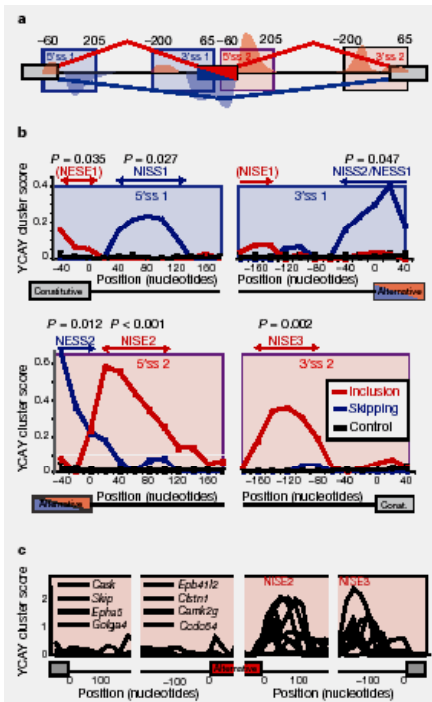 a
-60 205 -200 65 -60 205 -200 65
5'ss 1 3'ss 1 5'ss 2 3'ss 2
b
P = 0.035 P = 0.027 P = 0.047
(NESE1) NISS1 (NISE1) NISS2/NESS1
YCAY cluster score
0.4
0.2
0
5'ss 1 3'ss 1
-40 0 20 60 100 140 -160 -120 -80 -40 0 40
Position (nucleotides) Position (nucleotides)
Constitutive Alternative
P = 0.012 P < 0.001 P = 0.002
NESS2 NISE2 NISE3
5'ss 2 3'ss 2
YCAY cluster score
0.6
0.4
0.2
0
Inclusion
Skipping
Control
-40 0 40 80 120 160 -200 -160 -120 -80 -40 0 40
Position (nucleotides) Position (nucleotides)
Alternative Const.
c
YCAY cluster score
2
1
0
Cask Epb41l2 NISE2 NISE3
Skip Clstn1
Epha5 Camk2g
Golga4
Alternative
0 100 -100 0 0 100 -100 0
Position (nucleotides) Position (nucleotides)